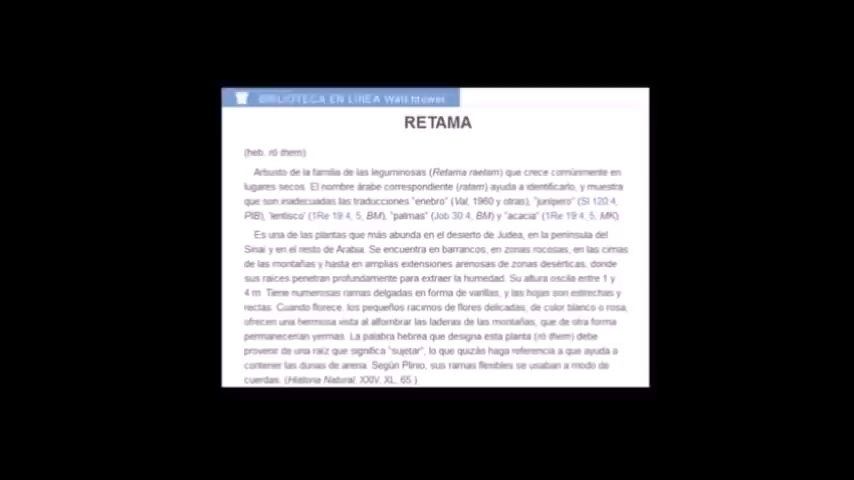 BIBLIOTECA EN LÍNEA Watchtower
RETAMA
(heb. ró·them)
Arbusto de la familia de las leguminosas (Retama raetam) que crece comúnmente en
lugares secos. El nombre árabe correspondiente (ratam) ayuda a identificarlo, y muestra
que son inadecuadas las traducciones "enebro" (Val, 1960 y otras), "junípero" (Sl 120:4,
PIB), 'lentisco' (1Re 19:4, 5, BM), "palmas" (Job 30:4, BM) y "acacia" (1Re 19:4, 5, MK).
Es una de las plantas que más abunda en el desierto de Judea, en la península del
Sinaí y en el resto de Arabia. Se encuentra en barrancos, en zonas rocosas, en las cimas
de las montañas y hasta en amplias extensiones arenosas de zonas desérticas, donde
sus raíces penetran profundamente para extraer la humedad. Su altura oscila entre 1 y
4 m. Tiene numerosas ramas delgadas en forma de varillas, y las hojas son estrechas y
rectas. Cuando florece, los pequeños racimos de flores delicadas, de color blanco o rosa,
ofrecen una hermosa vista al alfombrar las laderas de las montañas, que de otra forma
permanecerían yermas. La palabra hebrea que designa esta planta (ró·them) debe
provenir de una raíz que significa "sujetar", lo que quizás haga referencia a que ayuda a
contener las dunas de arena. Según Plinio, sus ramas flexibles se usaban a modo de
cuerdas. (Historia Natural, XXIV, XL, 65.)